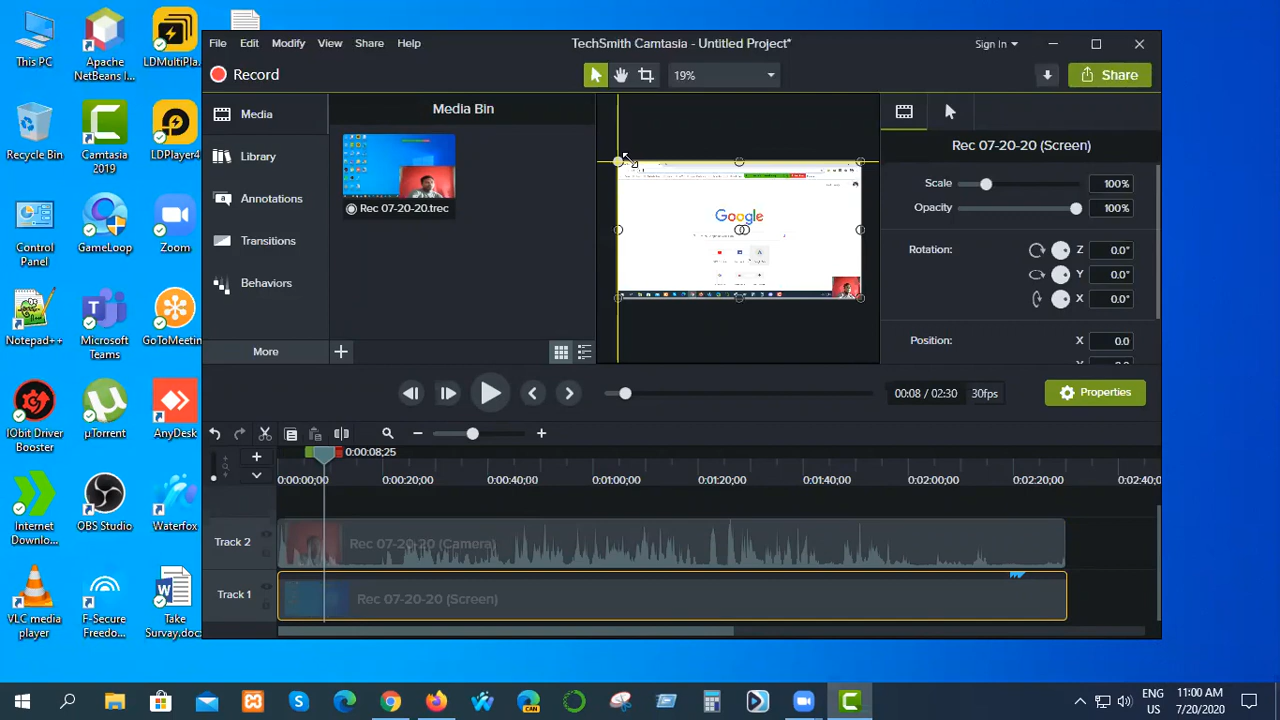 This PC
Apache
NetBeans I...
LDMultiPla...
Recycle Bin
Camtasia
2019
LDPlayer4
Control
Panel
GameLoop
Zoom
Notepad++
Microsoft
Teams
GoToMeetin...
IObit Driver
Booster
µTorrent
AnyDesk
Internet
Downlo...
OBS Studio
Waterfox
VLC media
player
F-Secure
Freedo...
Take
Survay.docx
File Edit Modify View Share Help
TechSmith Camtasia - Untitled Project*
Sign In
Record
19%
Share
Media
Library
Annotations
Transitions
Behaviors
More
Media Bin
Rec 07-20-20.trec
Google
Rec 07-20-20 (Screen)
Scale 100%
Opacity 100%
Rotation: Z 0.0°
Y 0.0°
X 0.0°
Position: X 0.0
00:08 / 02:30 30fps
Properties
0:00:08;25
0:00:00;00 0:00:20;00 0:00:40;00 0:01:00;00 0:01:20;00 0:01:40;00 0:02:00;00 0:02:20;00 0:02:40;0
Track 2
Rec 07-20-20 (Camera)
Track 1
Rec 07-20-20 (Screen)
CAN
ENG
US
11:00 AM
7/20/2020